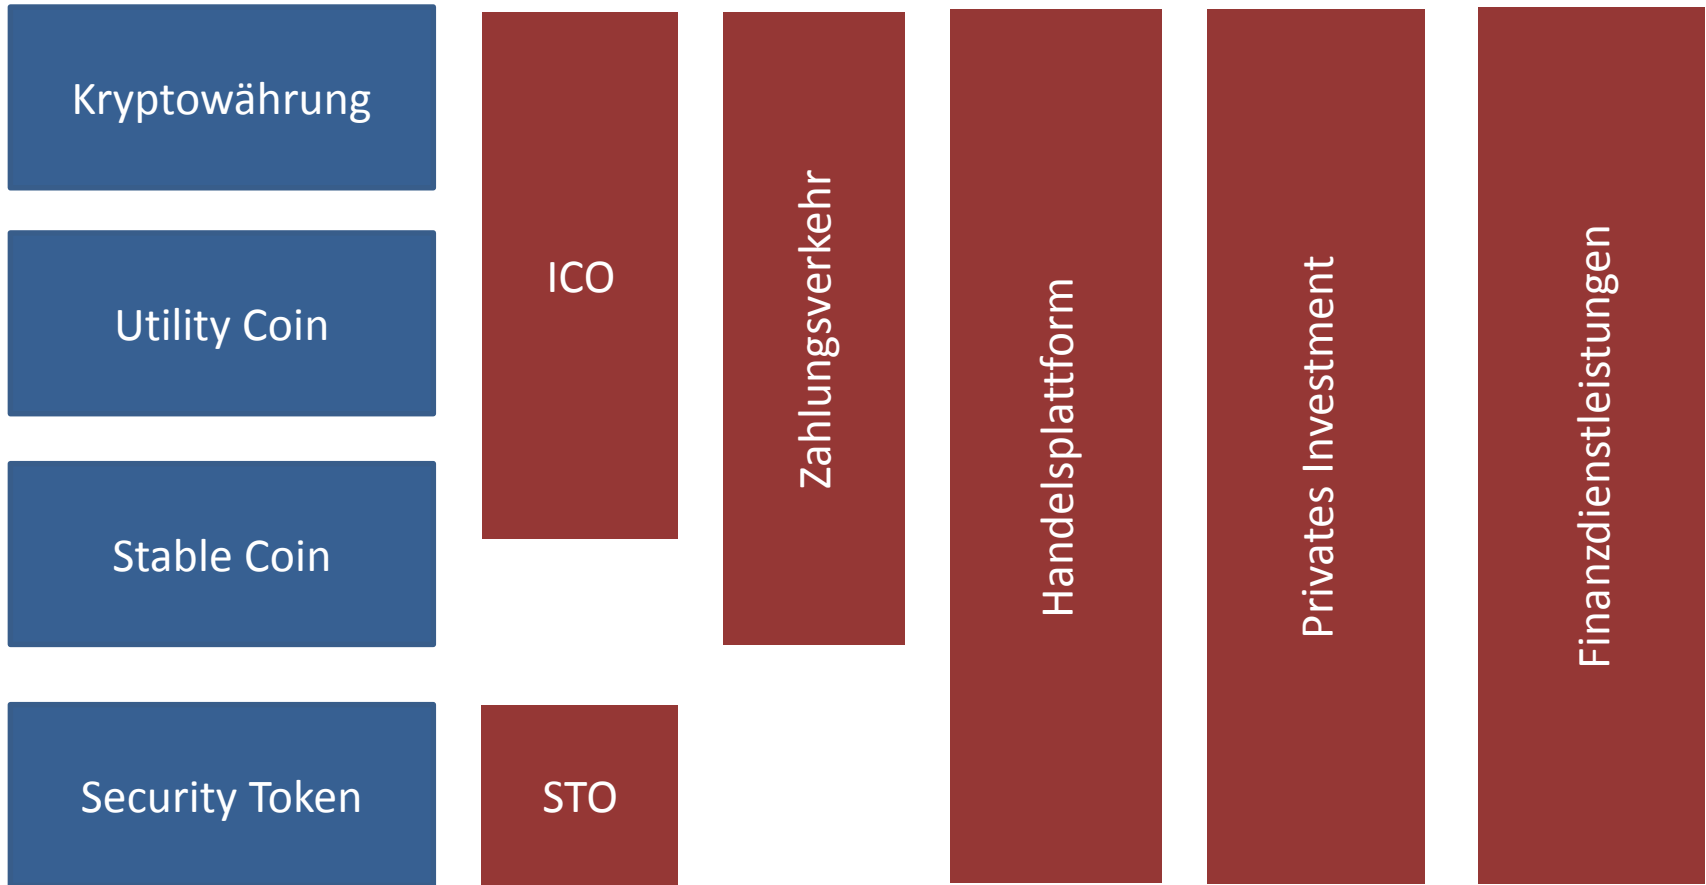 Kryptowährung
Utility Coin
Stable Coin
Security Token
ICO
STO
Zahlungsverkehr
Handelsplattform
Privates Investment
Finanzdienstleistungen